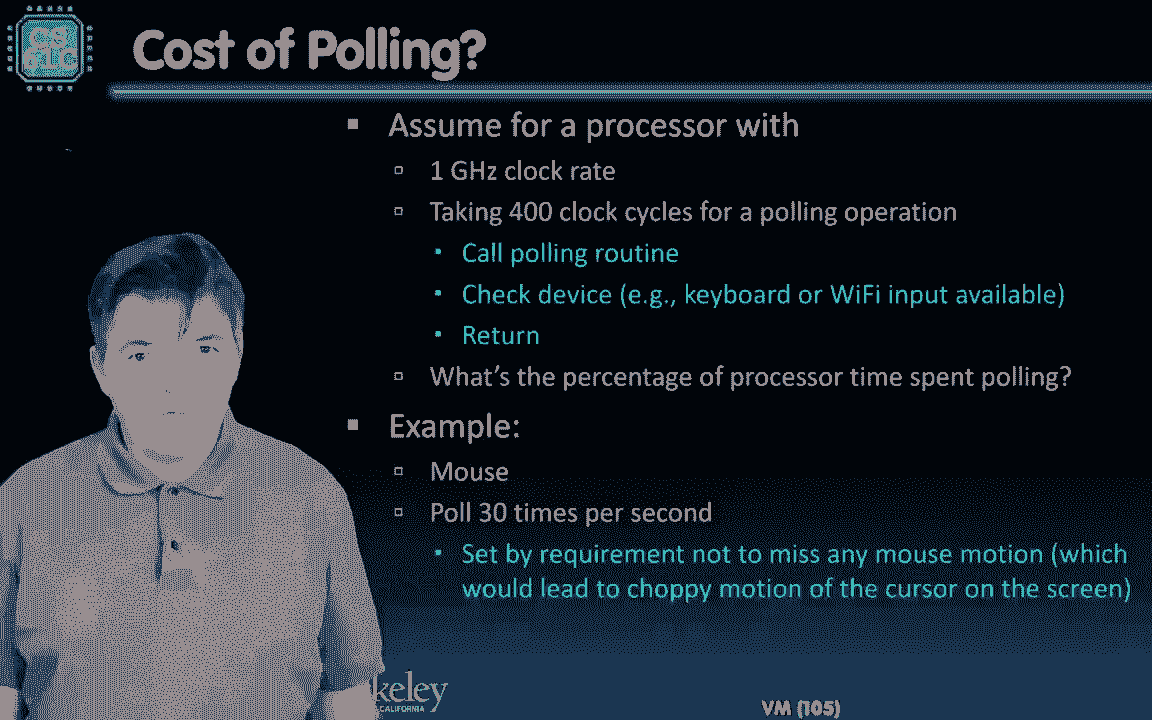 CS
61C
Cost of Polling?
▪ Assume for a processor with
▫ 1 GHz clock rate
▫ Taking 400 clock cycles for a polling operation
• Call polling routine
• Check device (e.g., keyboard or WiFi input available)
• Return
▫ What's the percentage of processor time spent polling?
▪ Example:
▫ Mouse
▫ Poll 30 times per second
• Set by requirement not to miss any mouse motion (which
would lead to choppy motion of the cursor on the screen)
keley
CALIFORNIA
VM (105)